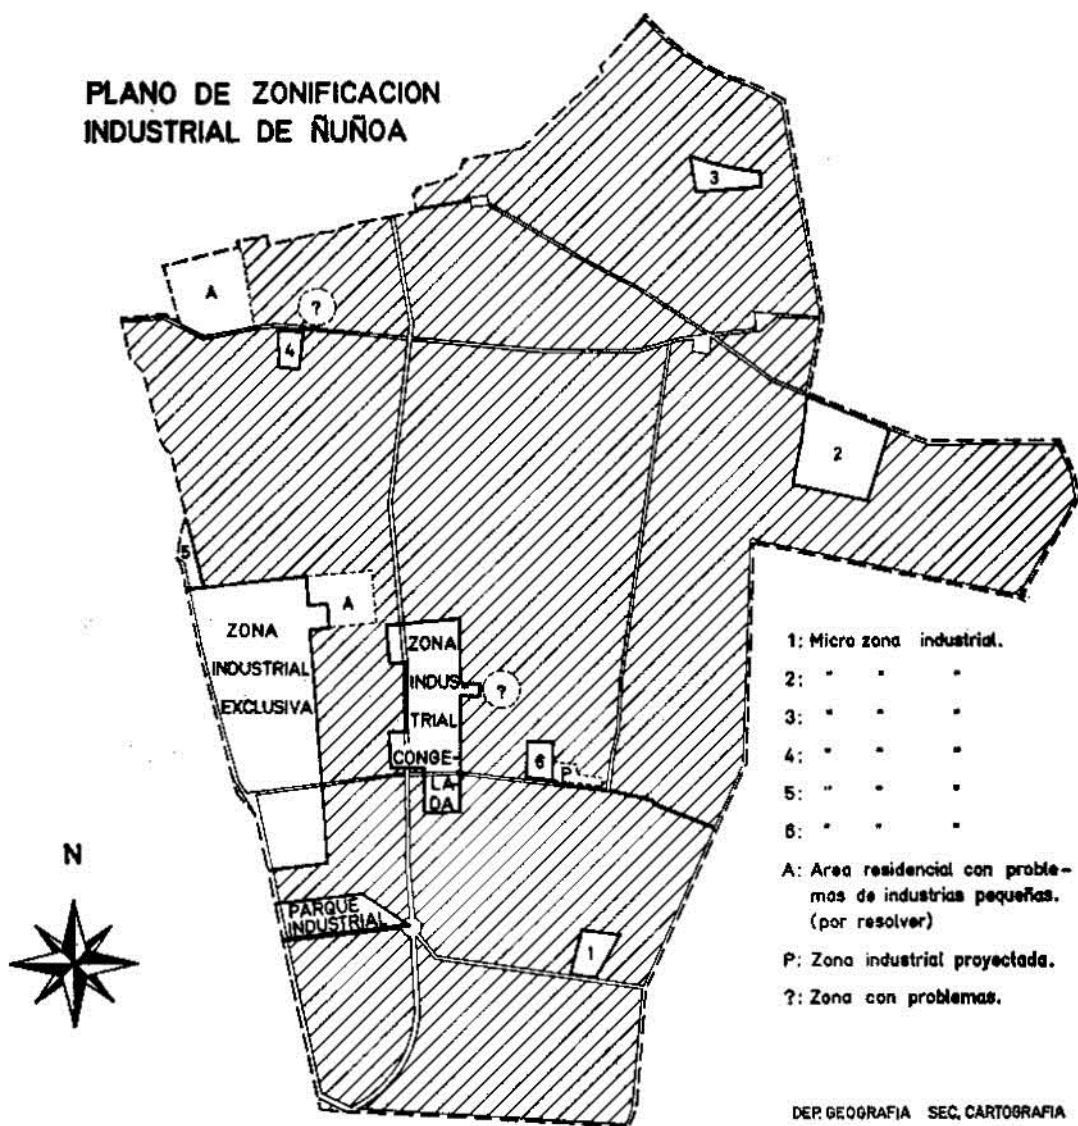 PLANO DE ZONIFICACION
INDUSTRIAL DE ÑUÑOA
3
A
?
4
2
5
A
ZONA
INDUSTRIAL
EXCLUSIVA
ZONA
INDUS
TRIAL
CONGE-
LA-
DA
?
6
P
PARQUE
INDUSTRIAL
1
N
1: Micro zona industrial.
2: " " "
3: " " "
4: " " "
5: " " "
6: " " "
A: Area residencial con proble-
mas de industrias pequeñas.
(por resolver)
P: Zona industrial proyectada.
?: Zona con problemas.
DEP. GEOGRAFIA SEC. CARTOGRAFIA